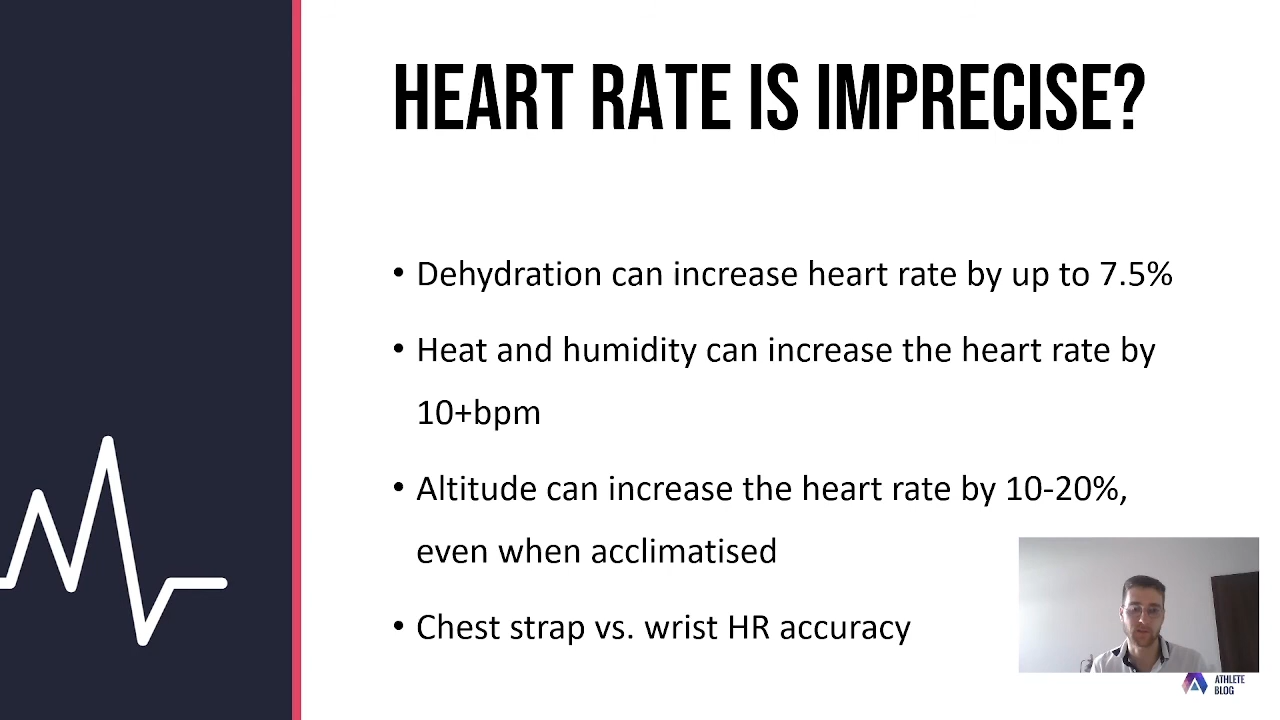 HEART RATE IS IMPRECISE?
• Dehydration can increase heart rate by up to 7.5%
• Heat and humidity can increase the heart rate by
10+bpm
• Altitude can increase the heart rate by 10-20%,
even when acclimatised
• Chest strap vs. wrist HR accuracy
ATHLETE
BLOG